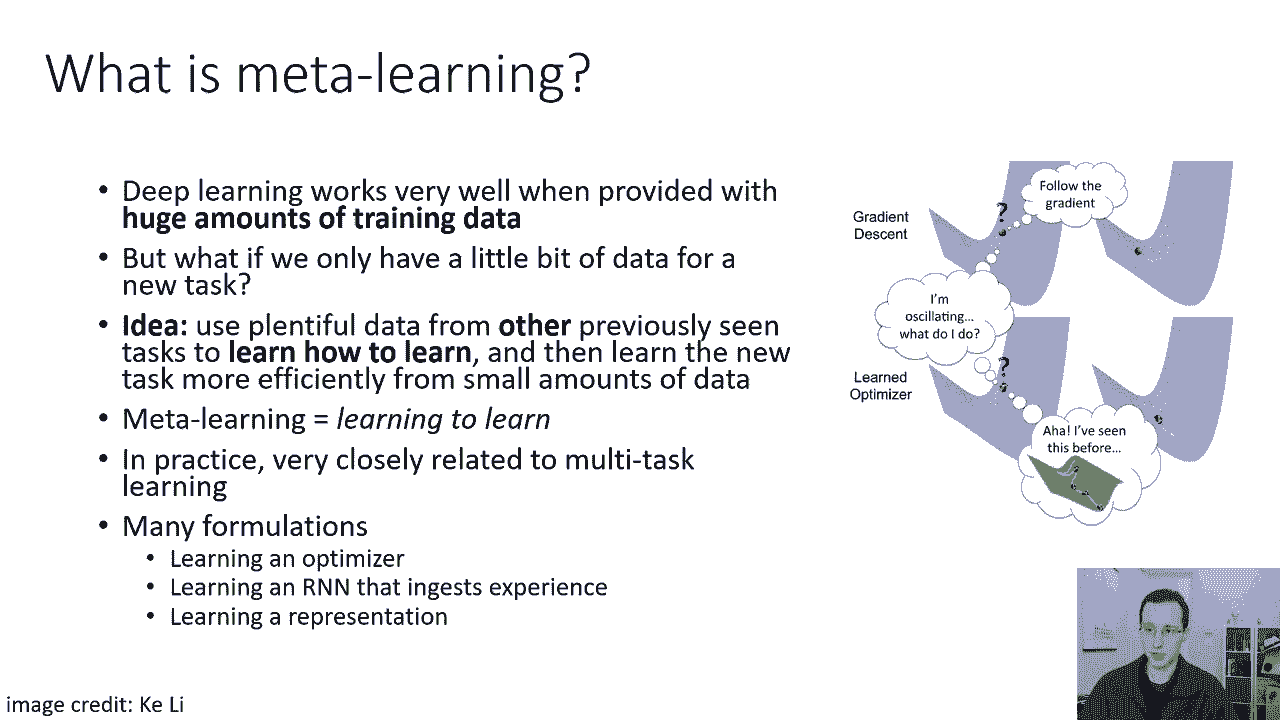 What is meta-learning?
• Deep learning works very well when provided with
huge amounts of training data
• But what if we only have a little bit of data for a
new task?
• Idea: use plentiful data from other previously seen
tasks to learn how to learn, and then learn the new
task more efficiently from small amounts of data
• Meta-learning = learning to learn
• In practice, very closely related to multi-task
learning
• Many formulations
• Learning an optimizer
• Learning an RNN that ingests experience
• Learning a representation
Gradient
Descent
?
Follow the
gradient
I'm
oscillating...
what do I do?
Learned
Optimizer
?
Aha! I've seen
this before...
image credit: Ke Li